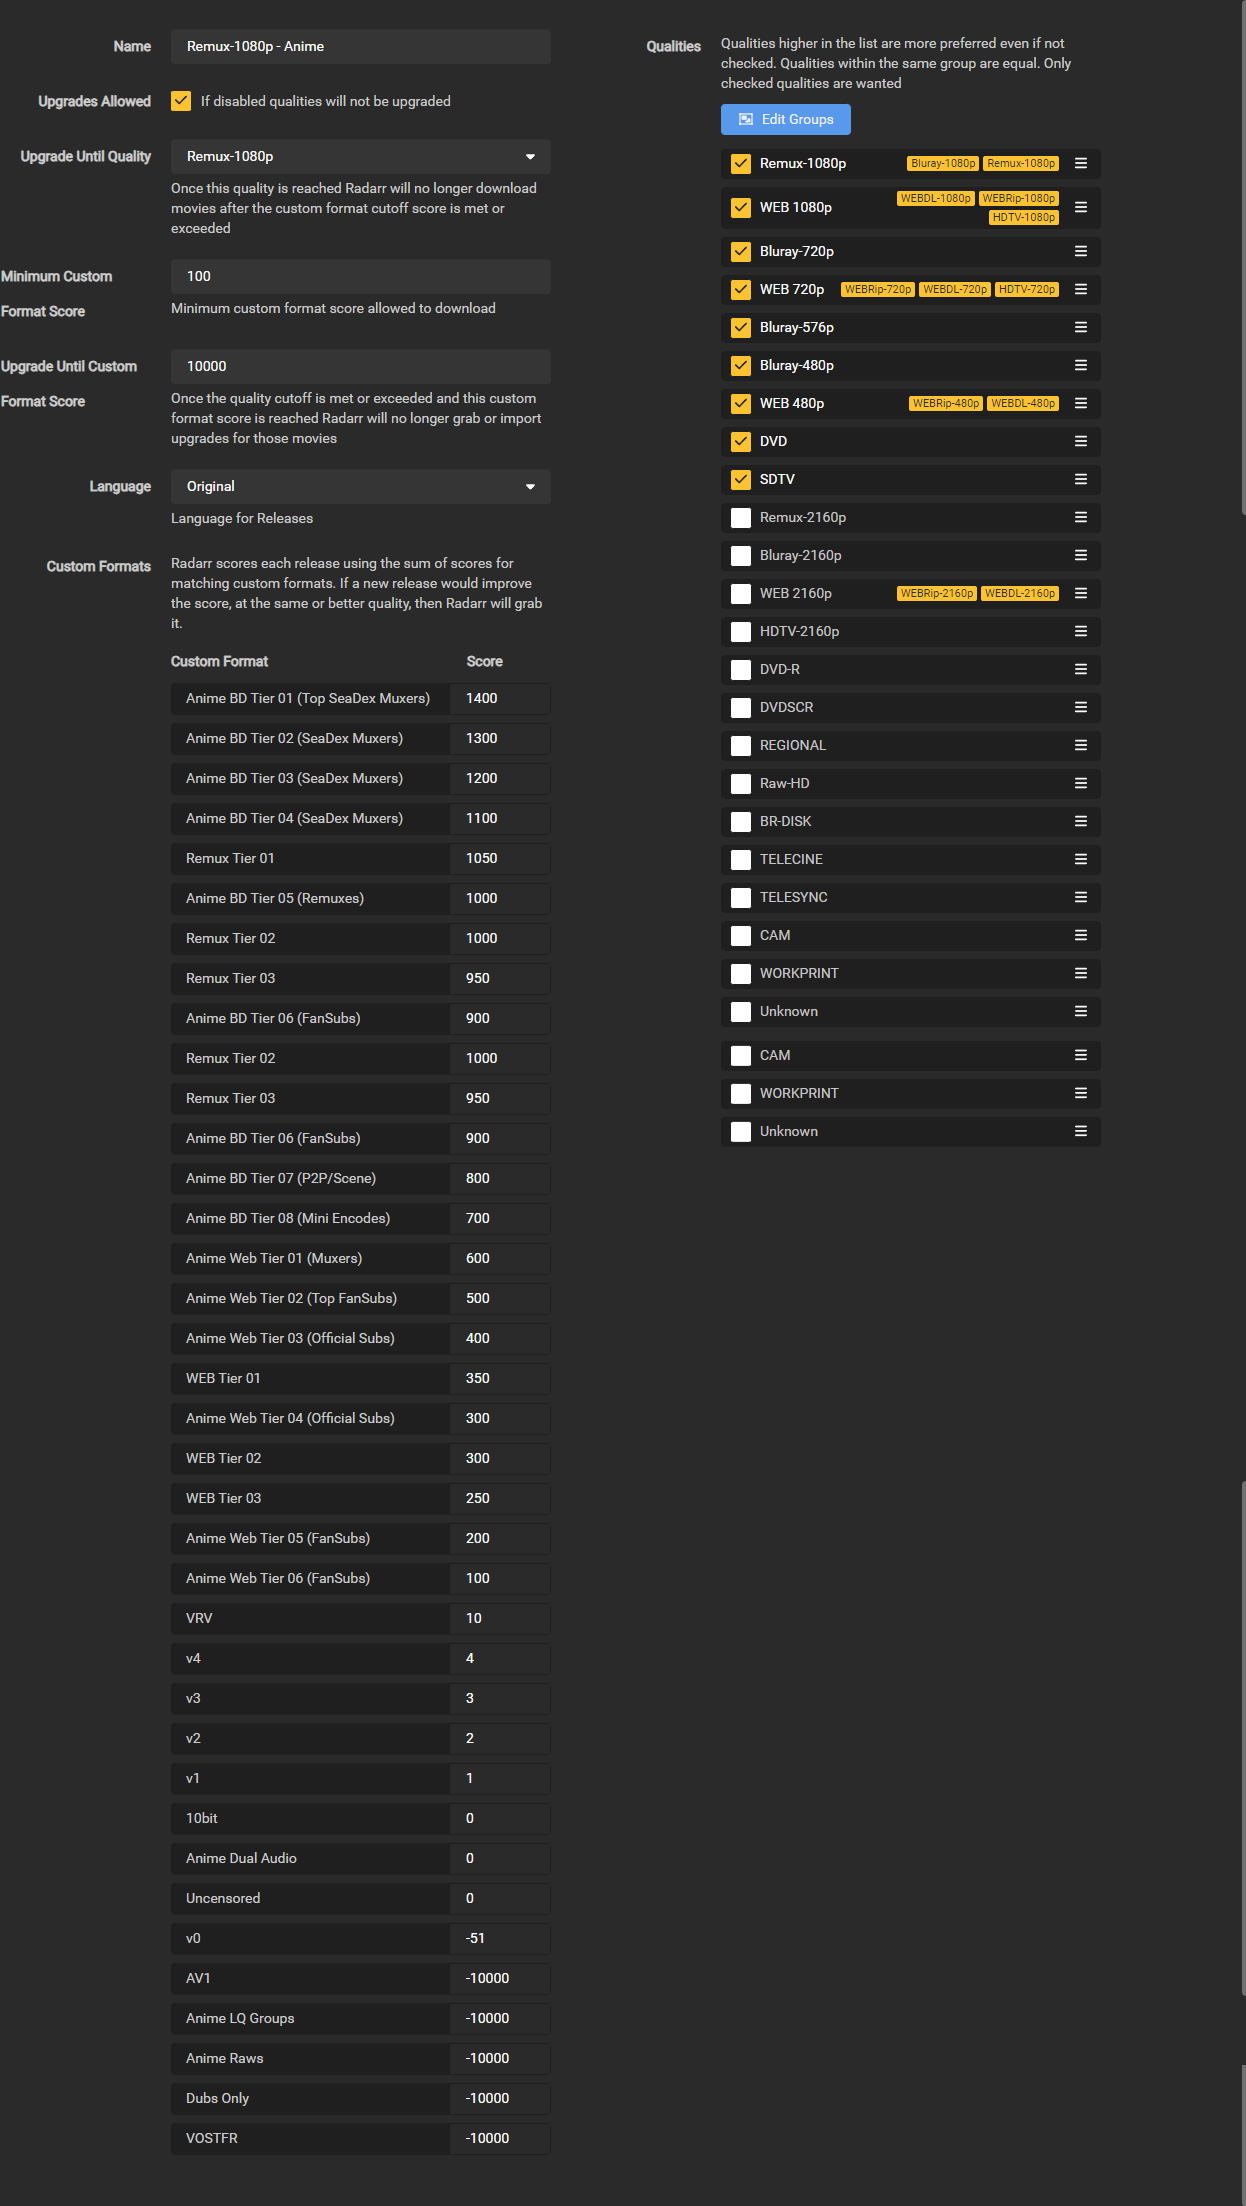 Name
Remux-1080p - Anime
Upgrades Allowed
If disabled qualities will not be upgraded
Upgrade Until Quality
Remux-1080p
Once this quality is reached Radarr will no longer download
movies after the custom format cutoff score is met or
exceeded
Minimum Custom
Format Score
100
Minimum custom format score allowed to download
Upgrade Until Custom
Format Score
10000
Once the quality cutoff is met or exceeded and this custom
format score is reached Radarr will no longer grab or import
upgrades for those movies
Language
Original
Language for Releases
Custom Formats
Radarr scores each release using the sum of scores for
matching custom formats. If a new release would improve
the score, at the same or better quality, then Radarr will grab
it.
Custom Format Score
Anime BD Tier 01 (Top SeaDex Muxers) 1400
Anime BD Tier 02 (SeaDex Muxers) 1300
Anime BD Tier 03 (SeaDex Muxers) 1200
Anime BD Tier 04 (SeaDex Muxers) 1100
Remux Tier 01 1050
Anime BD Tier 05 (Remuxes) 1000
Remux Tier 02 1000
Remux Tier 03 950
Anime BD Tier 06 (FanSubs) 900
Remux Tier 02 1000
Remux Tier 03 950
Anime BD Tier 06 (FanSubs) 900
Anime BD Tier 07 (P2P/Scene) 800
Anime BD Tier 08 (Mini Encodes) 700
Anime Web Tier 01 (Muxers) 600
Anime Web Tier 02 (Top FanSubs) 500
Anime Web Tier 03 (Official Subs) 400
WEB Tier 01 350
Anime Web Tier 04 (Official Subs) 300
WEB Tier 02 300
WEB Tier 03 250
Anime Web Tier 05 (FanSubs) 200
Anime Web Tier 06 (FanSubs) 100
VRV 10
v4 4
v3 3
v2 2
v1 1
10bit 0
Anime Dual Audio 0
Uncensored 0
v0 -51
AV1 -10000
Anime LQ Groups -10000
Anime Raws -10000
Dubs Only -10000
VOSTFR -10000
Qualities
Qualities higher in the list are more preferred even if not
checked. Qualities within the same group are equal. Only
checked qualities are wanted
Edit Groups
Remux-1080p Bluray-1080p Remux-1080p
WEB 1080p WEBDL-1080p WEBRip-1080p
HDTV-1080p
Bluray-720p
WEB 720p WEBRip-720p WEBDL-720p HDTV-720p
Bluray-576p
Bluray-480p
WEB 480p WEBRip-480p WEBDL-480p
DVD
SDTV
Remux-2160p
Bluray-2160p
WEB 2160p WEBRip-2160p WEBDL-2160p
HDTV-2160p
DVD-R
DVDSCR
REGIONAL
Raw-HD
BR-DISK
TELECINE
TELESYNC
CAM
WORKPRINT
Unknown
CAM
WORKPRINT
Unknown